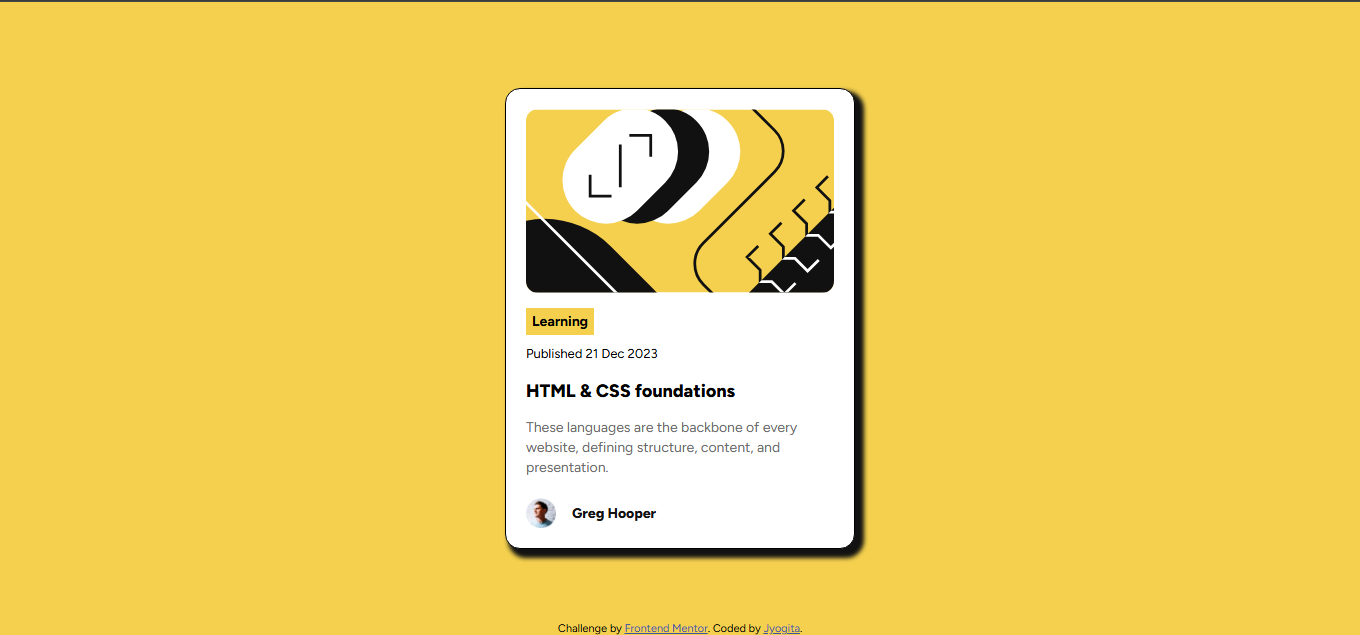 Learning
Published 21 Dec 2023
HTML & CSS foundations
These languages are the backbone of every
website, defining structure, content, and
presentation.
Greg Hooper
Challenge by Frontend Mentor. Coded by Jyogita.